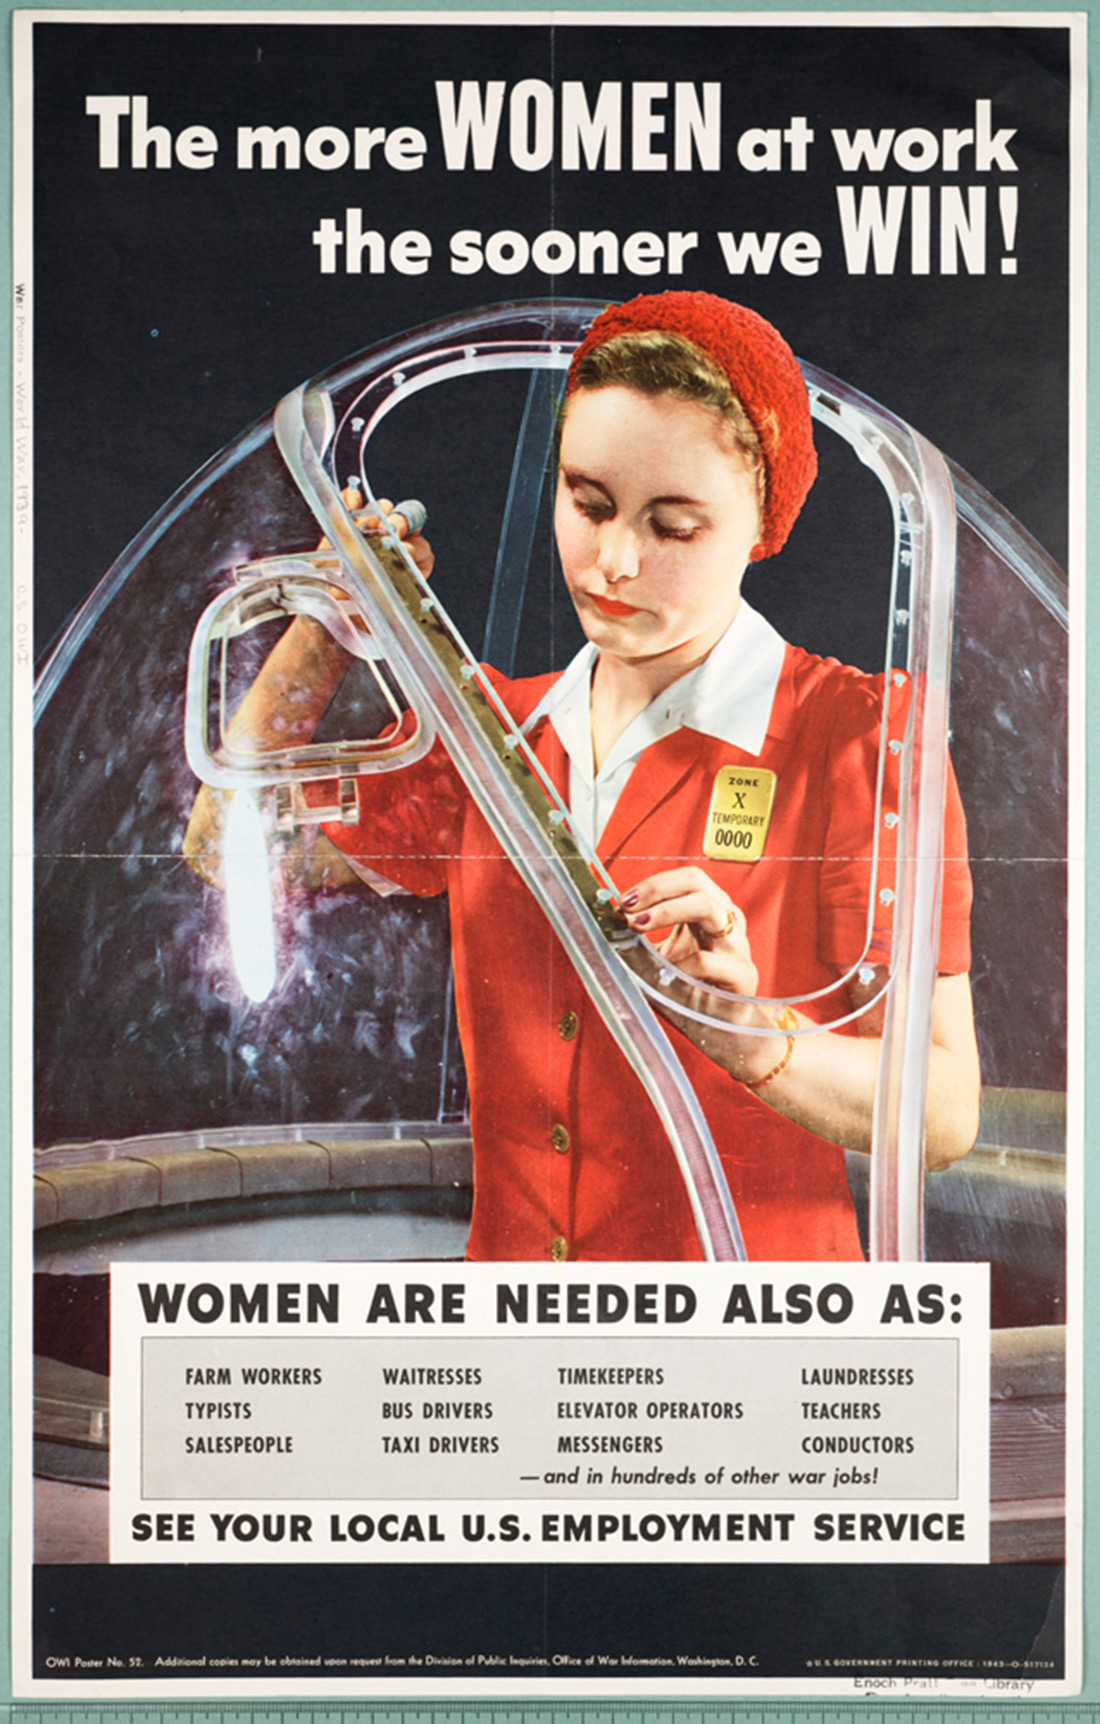 The more WOMEN at work
the sooner we WIN!
ZONE
X
TEMPORARY
0000
WOMEN ARE NEEDED ALSO AS:
FARM WORKERS WAITRESSES TIMEKEEPERS LAUNDRESSES
TYPISTS BUS DRIVERS ELEVATOR OPERATORS TEACHERS
SALESPEOPLE TAXI DRIVERS MESSENGERS CONDUCTORS
—and in hundreds of other war jobs!
SEE YOUR LOCAL U.S. EMPLOYMENT SERVICE
OWI Poster No. 52. Additional copies may be obtained upon request from the Division of Public Inquiries, Office of War Information, Washington, D. C.
☆ U. S. GOVERNMENT PRINTING OFFICE : 1943—O-517134
Enoch Pratt Library
War Posters - World War, 1939- U.S. OWI